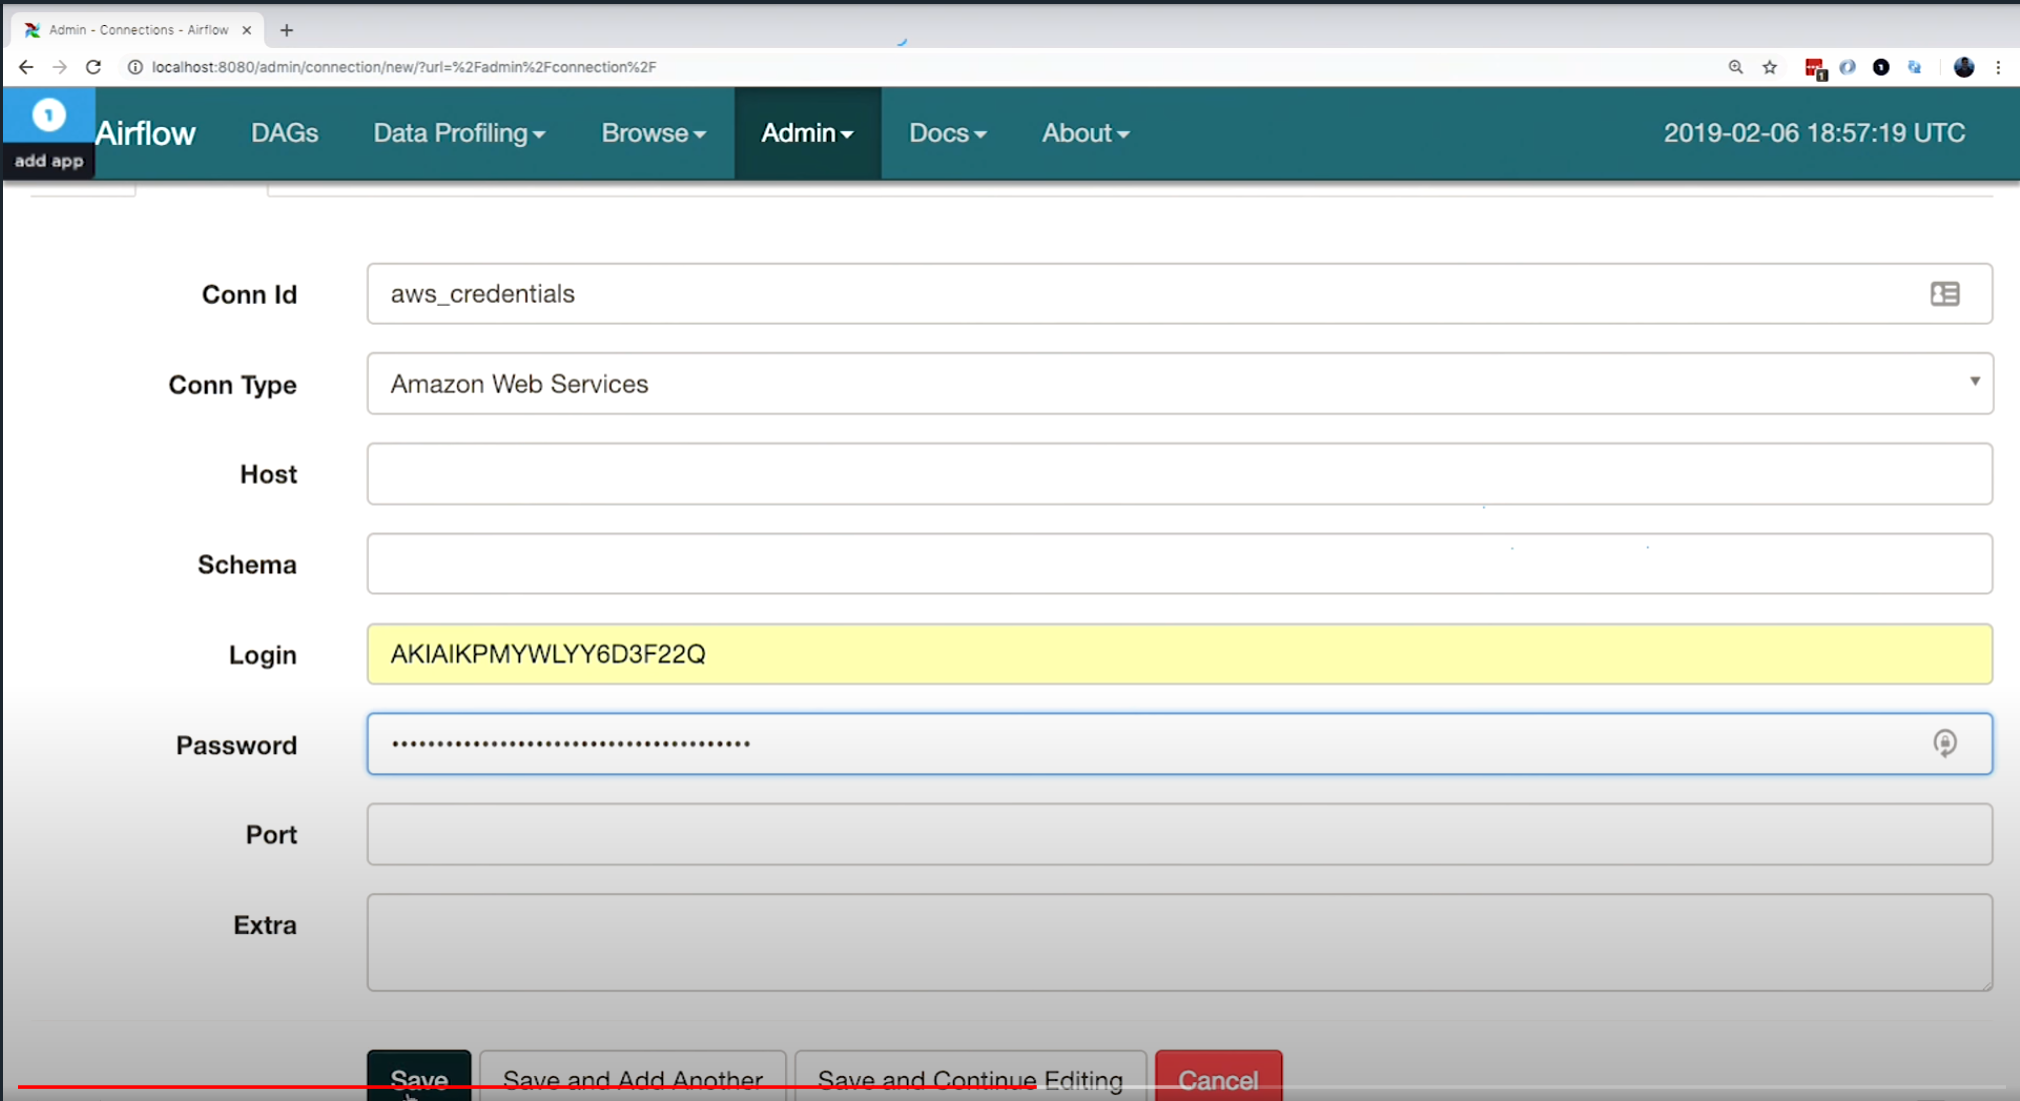 Admin - Connections - Airflow
localhost:8080/admin/connection/new/?url=%2Fadmin%2Fconnection%2F
1
1
add app
Airflow DAGs Data Profiling Browse Admin Docs About 2019-02-06 18:57:19 UTC
Conn Id aws_credentials
Conn Type Amazon Web Services
Host
Schema
Login AKIAIKPMYWLYY6D3F22Q
Password ••••••••••••••••••••••••••••••••••••••••
Port
Extra
Save Save and Add Another Save and Continue Editing Cancel